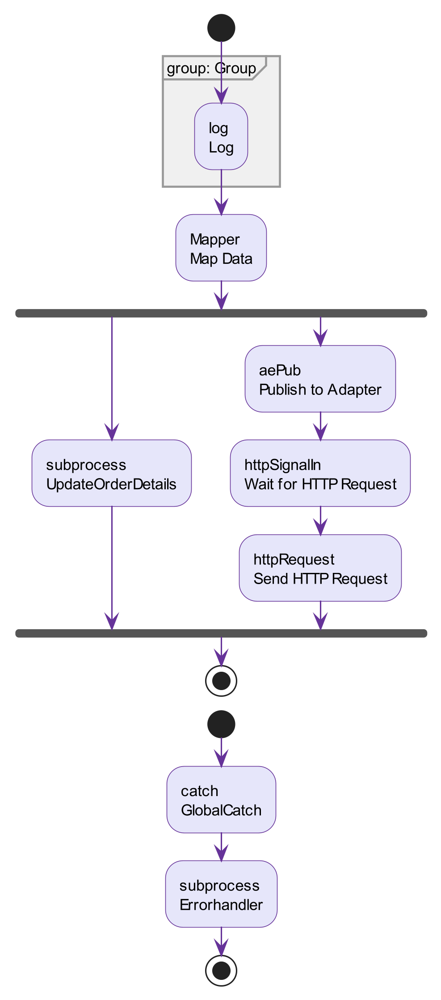 group: Group
log
Log
Mapper
Map Data
aePub
Publish to Adapter
subprocess
UpdateOrderDetails
httpSignalIn
Wait for HTTP Request
httpRequest
Send HTTP Request
catch
GlobalCatch
subprocess
Errorhandler